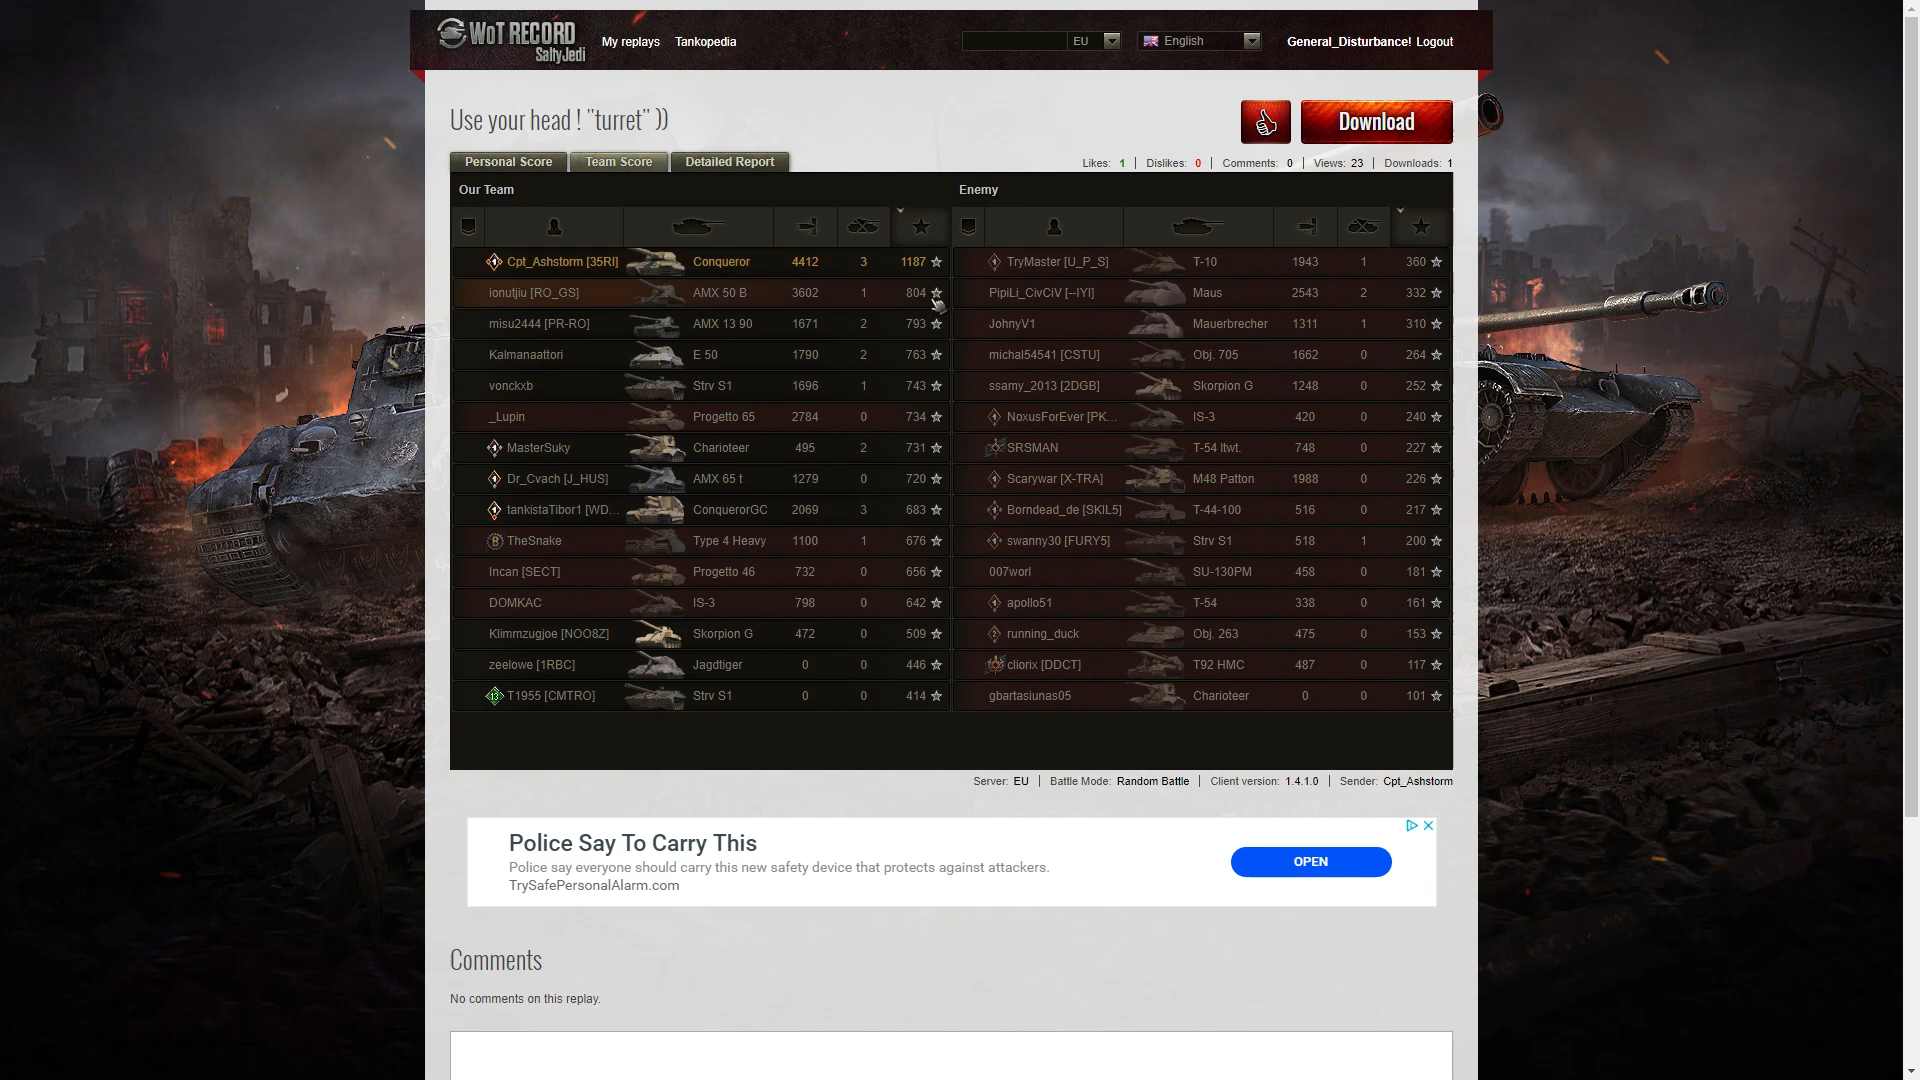 WoT RECORD
SaltyJedi
My replays
Tankopedia
EU
English
General_Disturbance! Logout
Use your head ! "turret" ))
Download
Personal Score
Team Score
Detailed Report
Likes: 1 | Dislikes: 0 | Comments: 0 | Views: 23 | Downloads: 1
Our Team
Enemy
Cpt_Ashstorm [35RI] Conqueror 4412 3 1187
TryMaster [U_P_S] T-10 1943 1 360
ionutjiu [RO_GS] AMX 50 B 3602 1 804
PipiLi_CivCiV [--IYI] Maus 2543 2 332
misu2444 [PR-RO] AMX 13 90 1671 2 793
JohnyV1 Mauerbrecher 1311 1 310
Kalmanaattori E 50 1790 2 763
michal54541 [CSTU] Obj. 705 1662 0 264
vonckxb Strv S1 1696 1 743
ssamy_2013 [2DGB] Skorpion G 1248 0 252
_Lupin Progetto 65 2784 0 734
NoxusForEver [PK... IS-3 420 0 240
MasterSuky Charioteer 495 2 731
SRSMAN T-54 ltwt. 748 0 227
Dr_Cvach [J_HUS] AMX 65 t 1279 0 720
Scarywar [X-TRA] M48 Patton 1988 0 226
tankistaTibor1 [WD... ConquerorGC 2069 3 683
Borndead_de [SKIL5] T-44-100 516 0 217
TheSnake Type 4 Heavy 1100 1 676
swanny30 [FURY5] Strv S1 518 1 200
Incan [SECT] Progetto 46 732 0 656
007worl SU-130PM 458 0 181
DOMKAC IS-3 798 0 642
apollo51 T-54 338 0 161
Klimmzugjoe [NOO8Z] Skorpion G 472 0 509
running_duck Obj. 263 475 0 153
zeelowe [1RBC] Jagdtiger 0 0 446
cliorix [DDCT] T92 HMC 487 0 117
13 T1955 [CMTRO] Strv S1 0 0 414
gbartasiunas05 Charioteer 0 0 101
Server: EU | Battle Mode: Random Battle | Client version: 1.4.1.0 | Sender: Cpt_Ashstorm
Police Say To Carry This
Police say everyone should carry this new safety device that protects against attackers.
TrySafePersonalAlarm.com
OPEN
Comments
No comments on this replay.